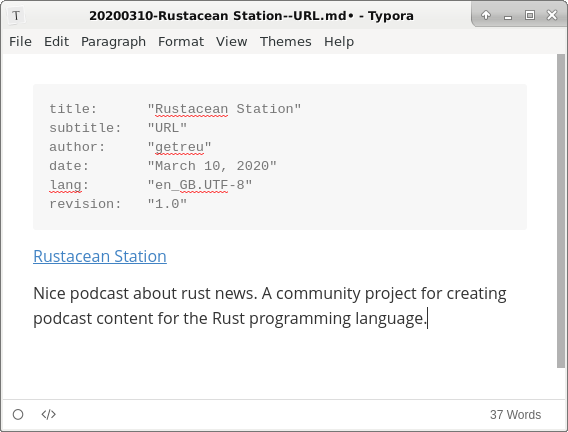 T 20200310-Rustacean Station--URL.md• - Typora
File Edit Paragraph Format View Themes Help
title: "Rustacean Station"
subtitle: "URL"
author: "getreu"
date: "March 10, 2020"
lang: "en_GB.UTF-8"
revision: "1.0"
Rustacean Station
Nice podcast about rust news. A community project for creating
podcast content for the Rust programming language.
</> 37 Words